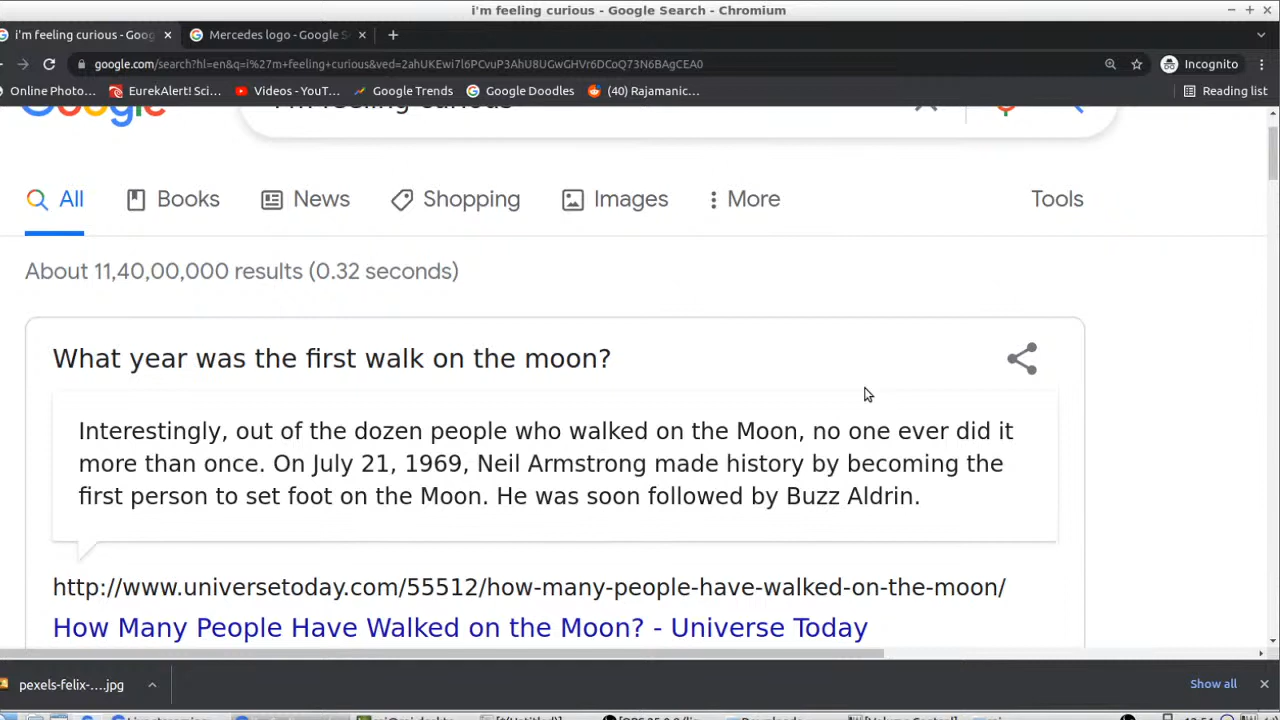 i'm feeling curious - Google Search - Chromium
i'm feeling curious - Goog
Mercedes logo - Google S
google.com/search?hl=en&q=i%27m+feeling+curious&ved=2ahUKEwi7l6PCvuP3AhU8UGwGHVr6DCoQ73N6BAgCEA0
Incognito
Online Photo... EurekAlert! Sci... Videos - YouT... Google Trends Google Doodles (40) Rajamanic... Reading list
Google i'm feeling curious
All Books News Shopping Images More Tools
About 11,40,00,000 results (0.32 seconds)
What year was the first walk on the moon?
Interestingly, out of the dozen people who walked on the Moon, no one ever did it
more than once. On July 21, 1969, Neil Armstrong made history by becoming the
first person to set foot on the Moon. He was soon followed by Buzz Aldrin.
http://www.universetoday.com/55512/how-many-people-have-walked-on-the-moon/
How Many People Have Walked on the Moon? - Universe Today
pexels-felix-....jpg
Show all